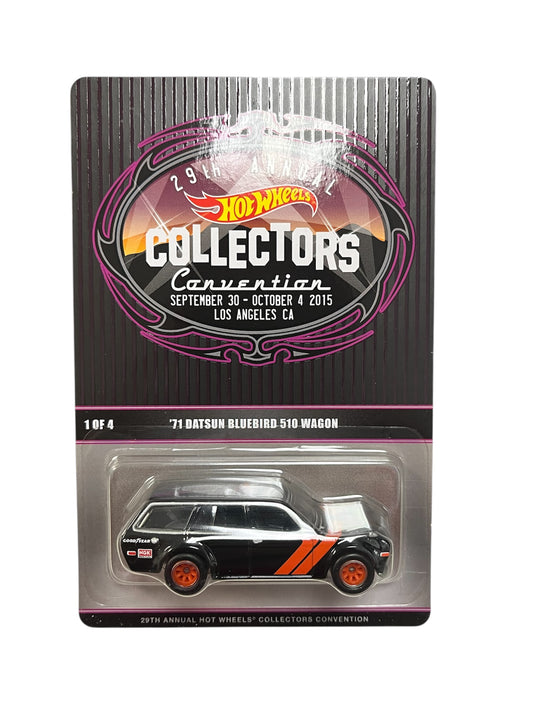 29th ANNUAL
Hot Wheels
COLLECTORS
Convention
SEPTEMBER 30 - OCTOBER 4 2015
LOS ANGELES CA
1 OF 4
'71 DATSUN BLUEBIRD 510 WAGON
GOODYEAR
NGK
29TH ANNUAL HOT WHEELS® COLLECTORS CONVENTION